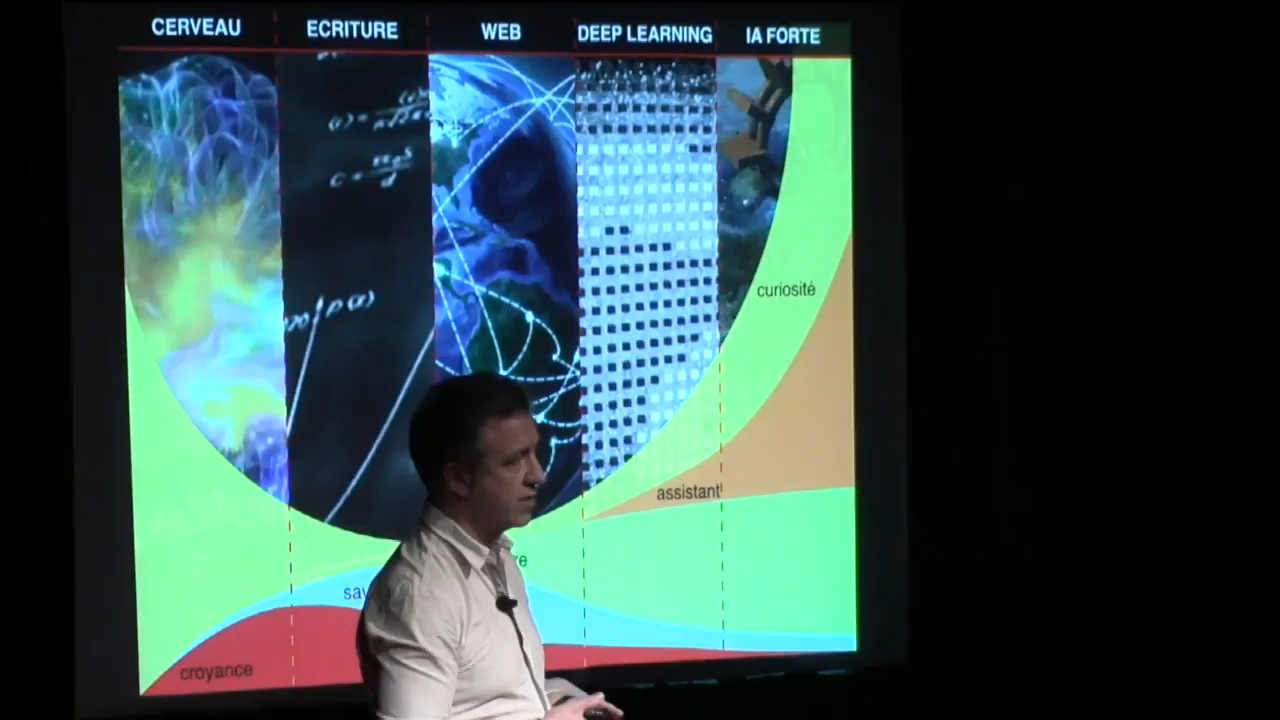 CERVEAU
ECRITURE
WEB
DEEP LEARNING
IA FORTE
curiosité
assistant
croyance